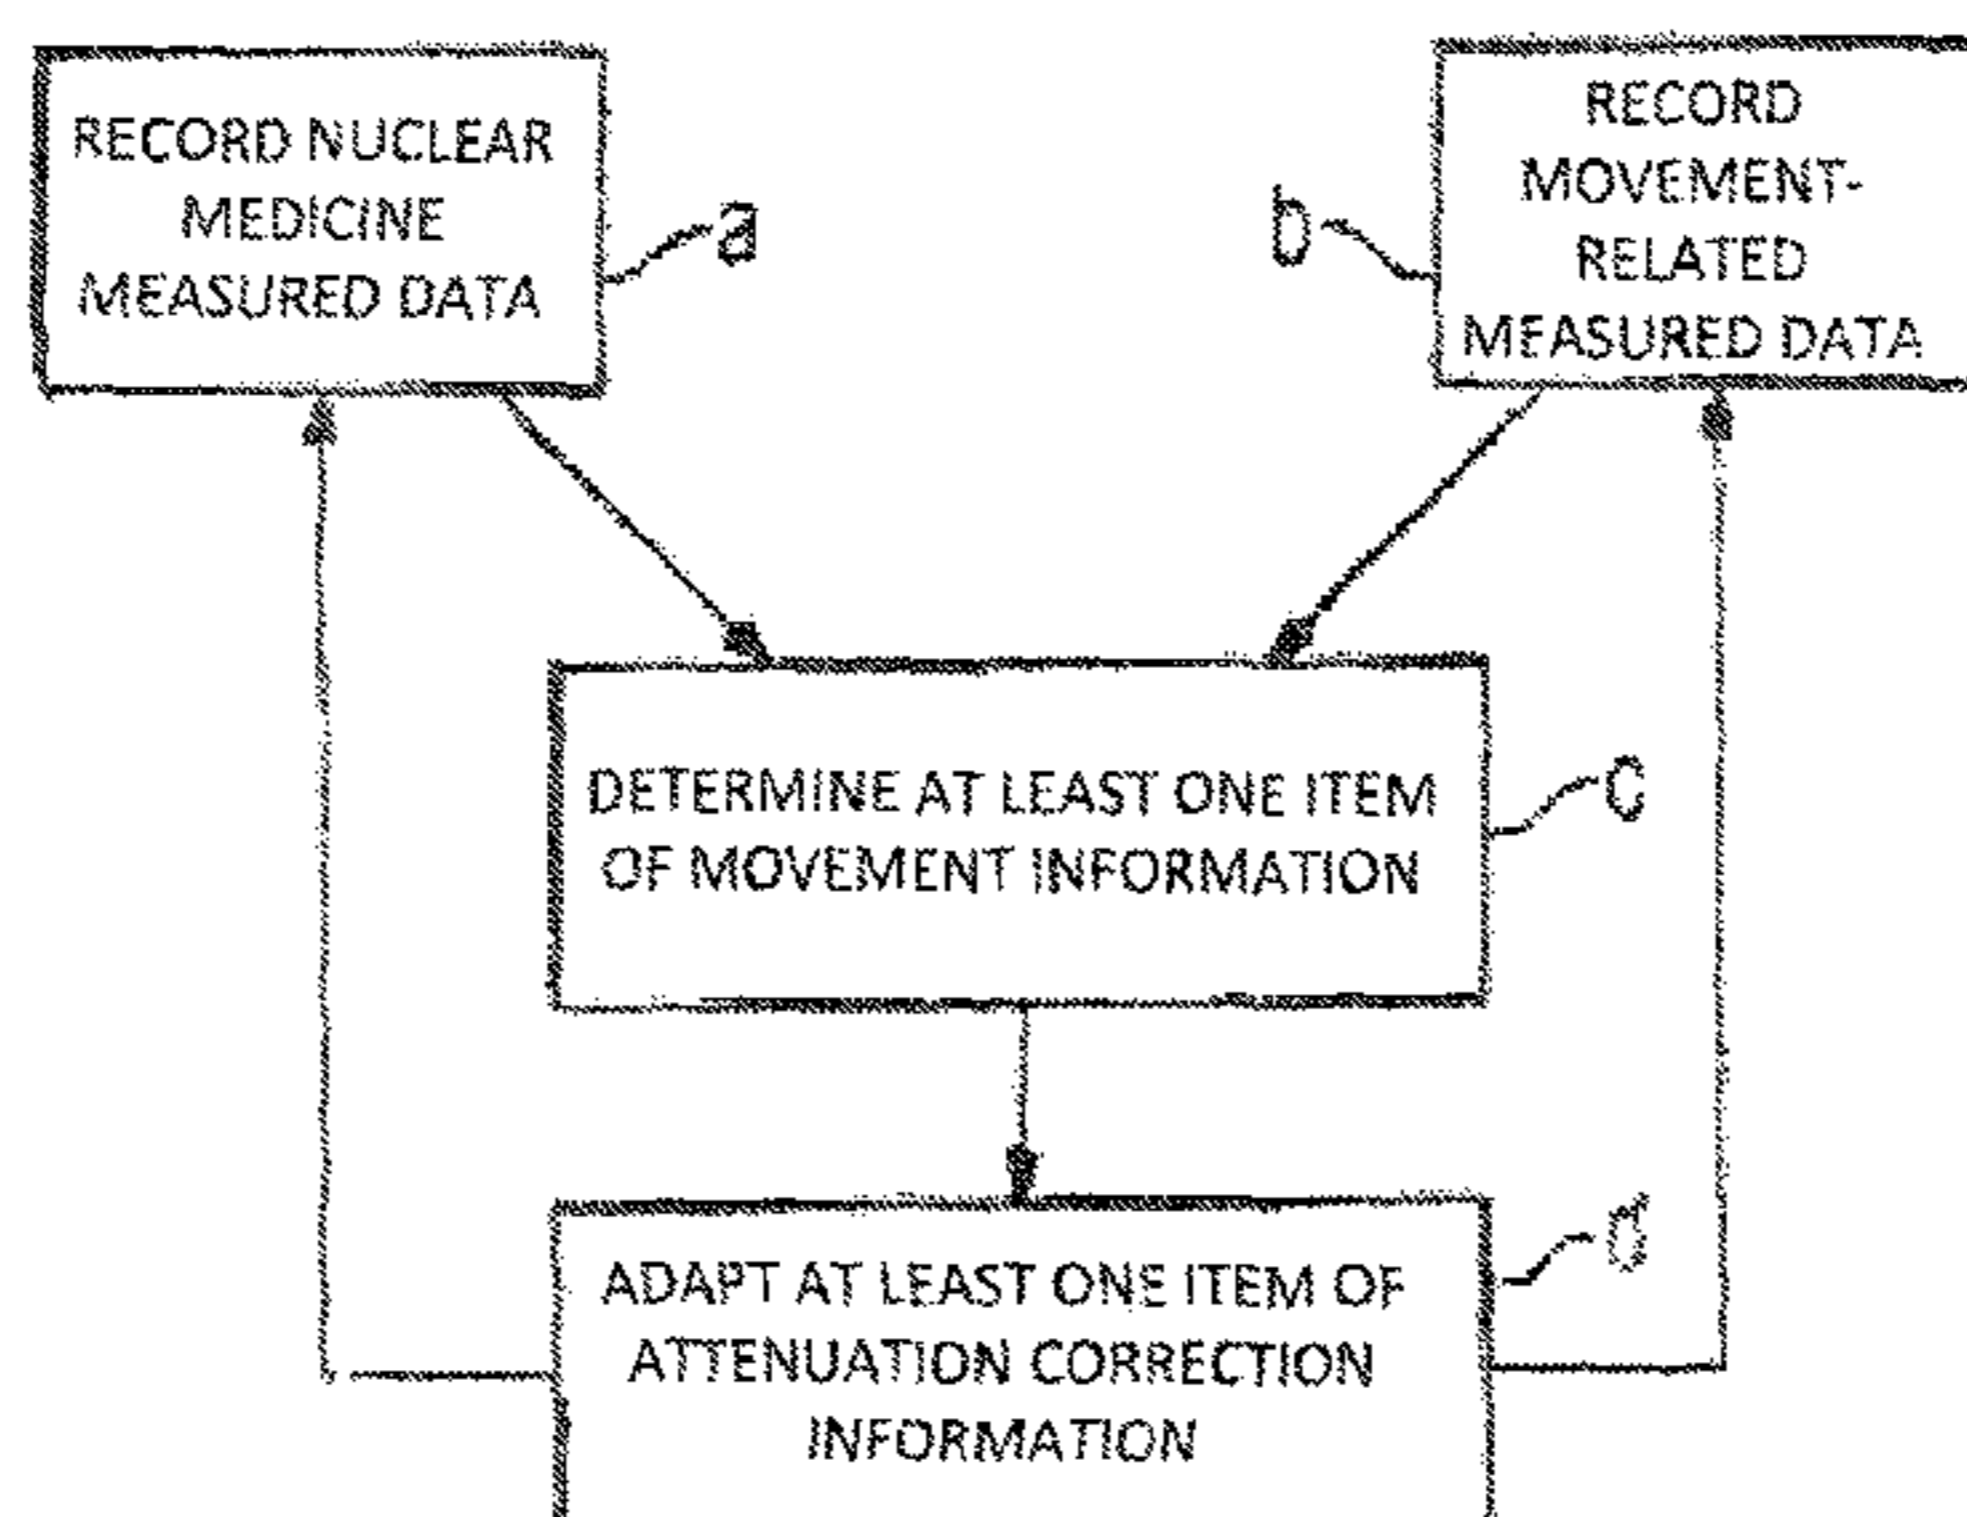 RECORD NUCLEAR
MEDICINE
MEASURED DATA
a
RECORD
MOVEMENT-
RELATED
MEASURED DATA
b
DETERMINE AT LEAST ONE ITEM
OF MOVEMENT INFORMATION
c
ADAPT AT LEAST ONE ITEM OF
ATTENUATION CORRECTION
INFORMATION
d